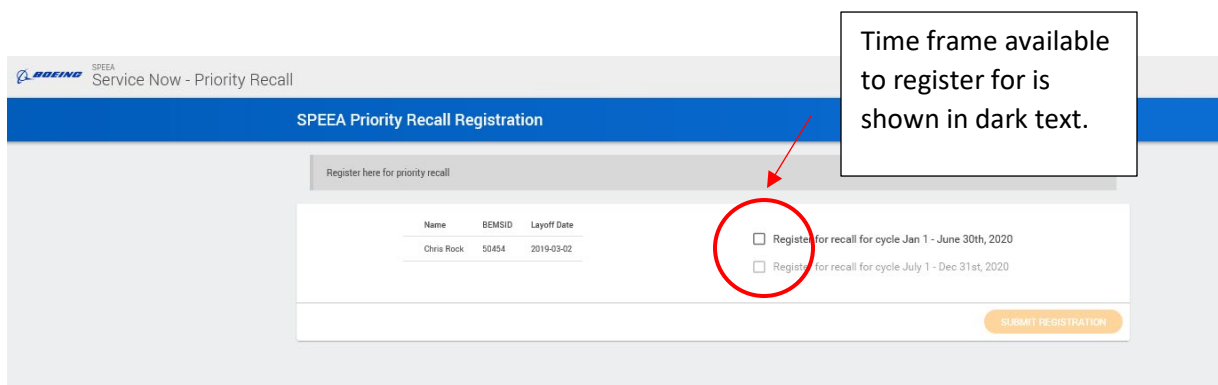 Time frame available
to register for is
shown in dark text.
BOEING
SPEEA
Service Now - Priority Recall
SPEEA Priority Recall Registration
Register here for priority recall
Name BEMSID Layoff Date
Chris Rock 50454 2019-03-02
Register for recall for cycle Jan 1 - June 30th, 2020
Register for recall for cycle July 1 - Dec 31st, 2020
SUBMIT REGISTRATION